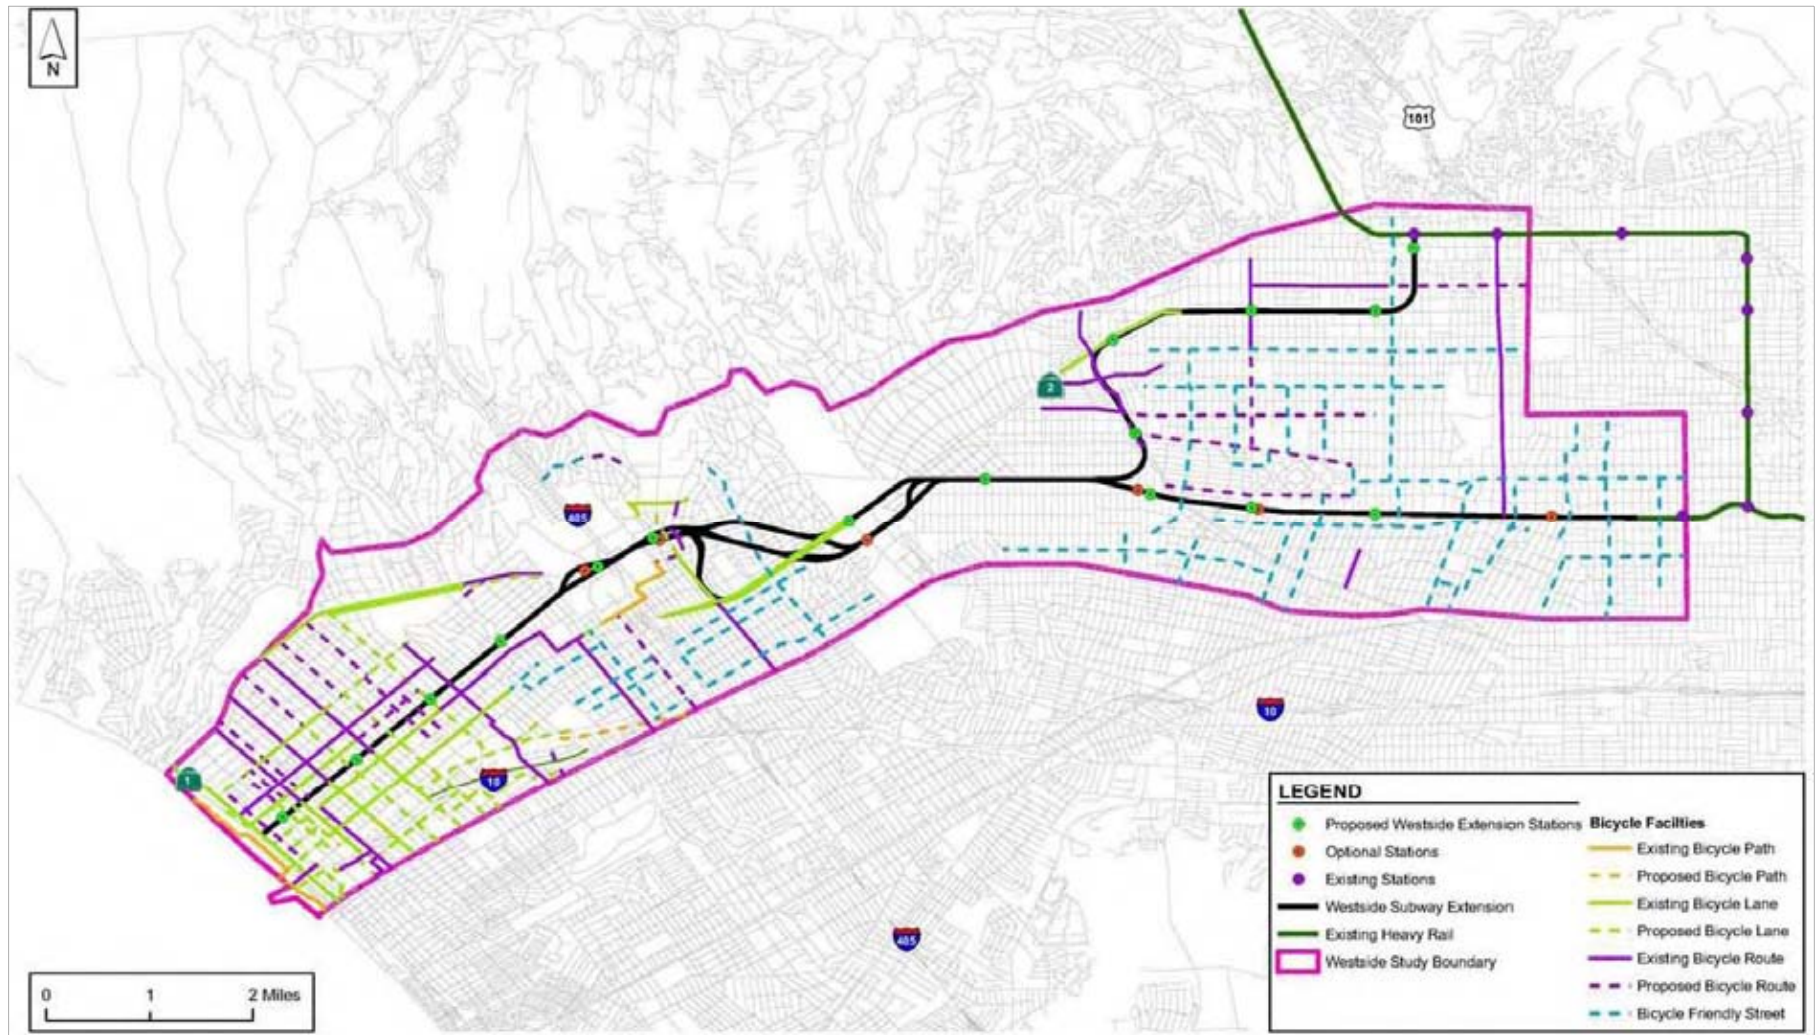 N
101
2
405
1
10
10
405
LEGEND
Proposed Westside Extension Stations
Optional Stations
Existing Stations
Westside Subway Extension
Existing Heavy Rail
Westside Study Boundary
Bicycle Facilties
Existing Bicycle Path
Proposed Bicycle Path
Existing Bicycle Lane
Proposed Bicycle Lane
Existing Bicycle Route
Proposed Bicycle Route
Bicycle Friendly Street
0 1 2 Miles